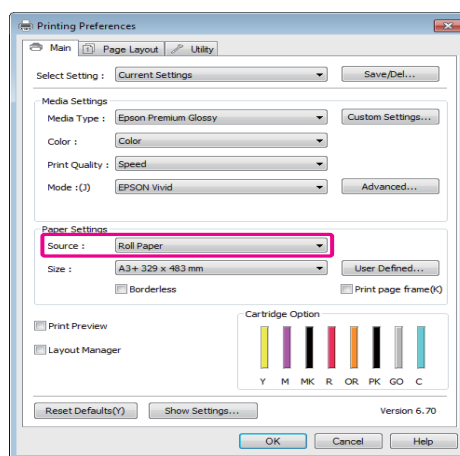 Printing Preferences
Main Page Layout Utility
Select Setting : Current Settings Save/Del...
Media Settings
Media Type : Epson Premium Glossy Custom Settings...
Color : Color
Print Quality : Speed
Mode :(J) EPSON Vivid Advanced...
Paper Settings
Source : Roll Paper
Size : A3+ 329 x 483 mm User Defined...
Borderless Print page frame(K)
Cartridge Option
Print Preview
Layout Manager
Y M MK R OR PK GO C
Reset Defaults(Y) Show Settings... Version 6.70
OK Cancel Help